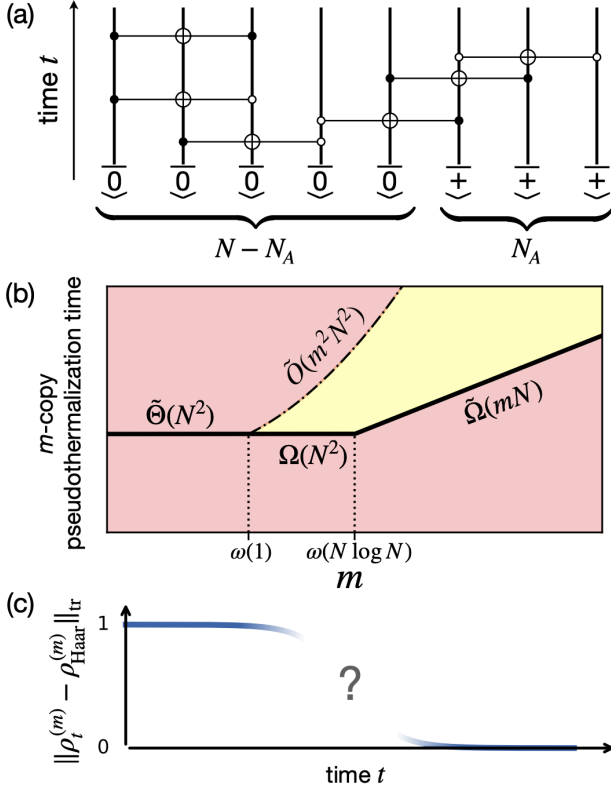 (a)
time t
|0⟩ |0⟩ |0⟩ |0⟩ |0⟩ |+⟩ |+⟩ |+⟩
N − N_A N_A
(b)
m-copy
pseudothermalization time
Õ(m²N²)
Θ̃(N²)
Ω̃(mN)
Ω(N²)
ω(1) ω(N log N)
m
(c)
||ρ_t^(m) − ρ_Haar^(m)||_tr
1
?
0
time t